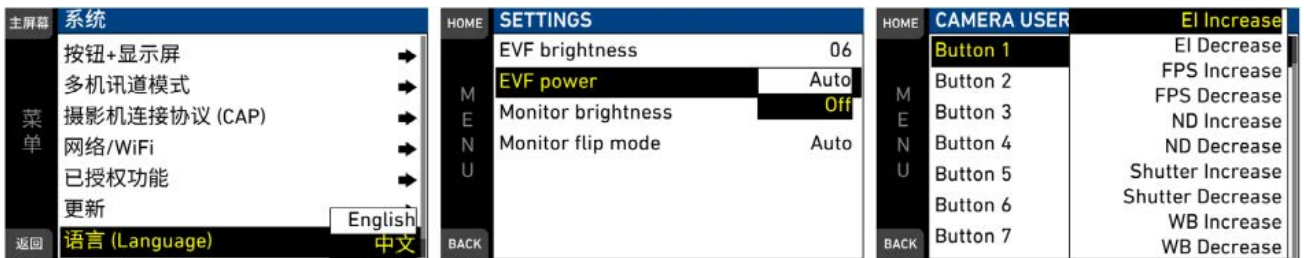 主屏幕
系统
按钮+显示屏
多机讯道模式
摄影机连接协议 (CAP)
网络/WiFi
已授权功能
更新
English
语言 (Language)
中文
菜单
返回
HOME
SETTINGS
EVF brightness 06
EVF power Auto
Off
Monitor brightness
Monitor flip mode Auto
MENU
BACK
HOME
CAMERA USER
Button 1
Button 2
Button 3
Button 4
Button 5
Button 6
Button 7
EI Increase
EI Decrease
FPS Increase
FPS Decrease
ND Increase
ND Decrease
Shutter Increase
Shutter Decrease
WB Increase
WB Decrease
MENU
BACK